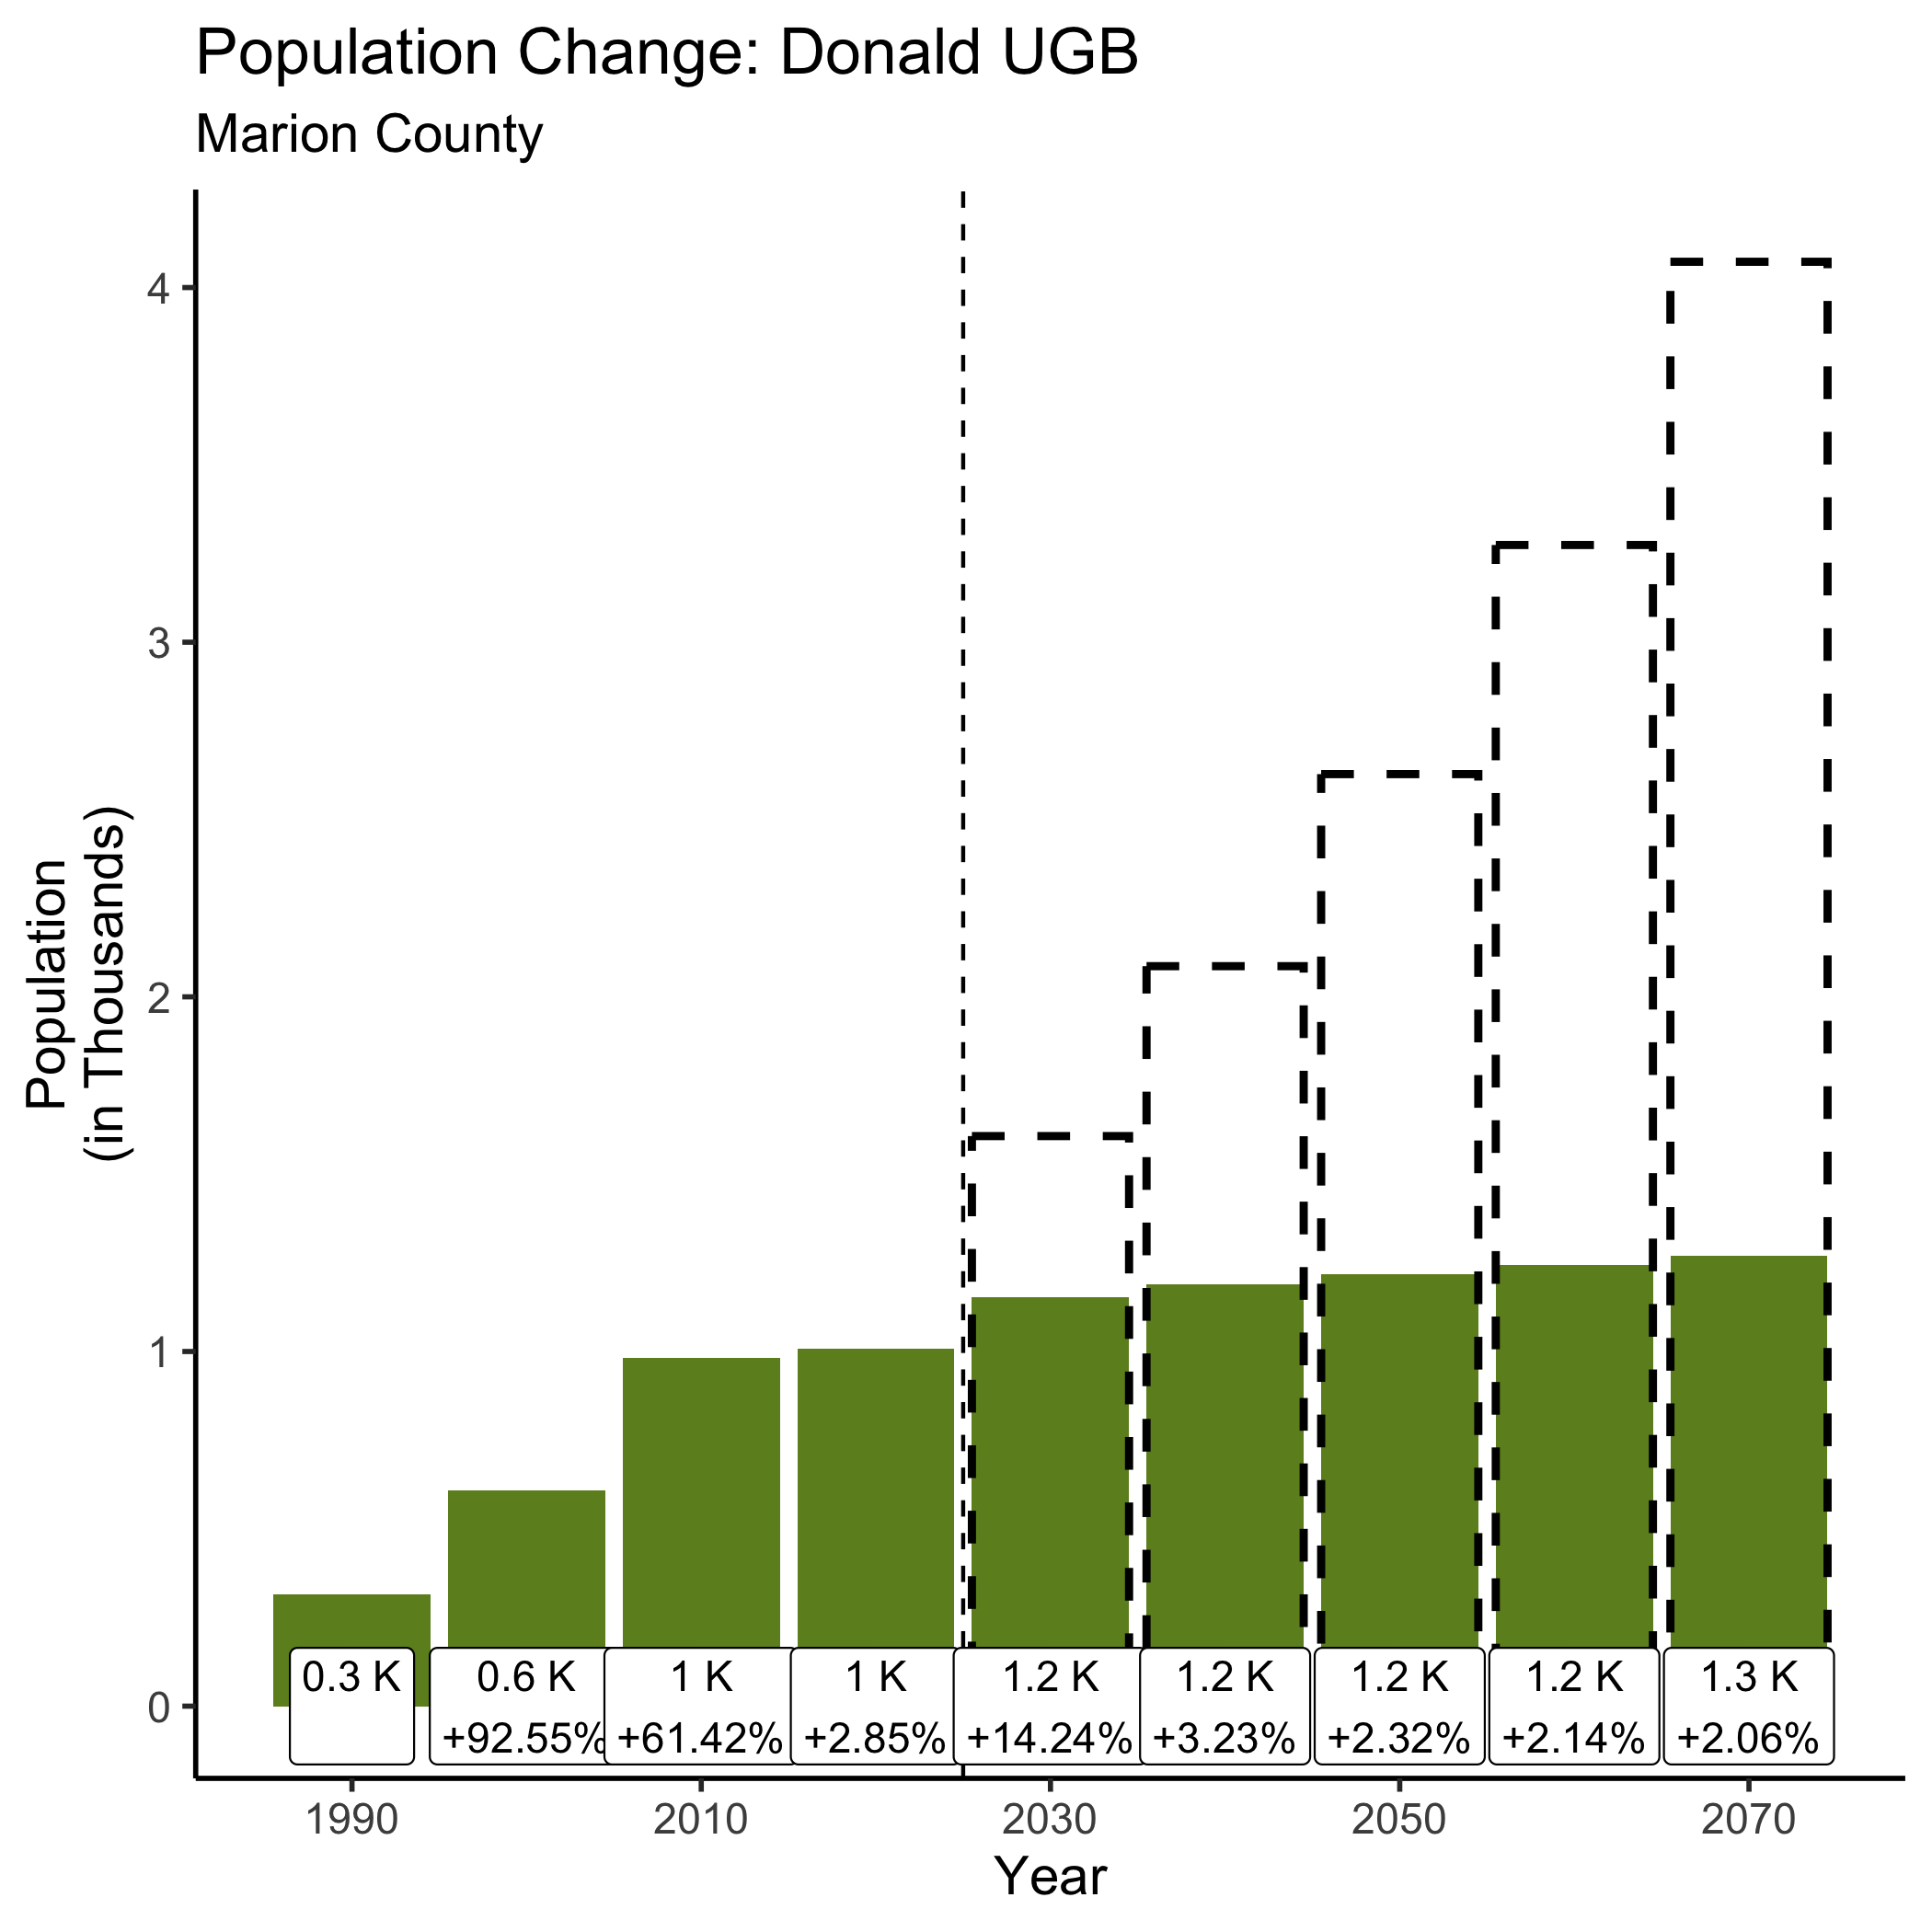 Population Change: Donald UGB
Marion County
Population
(in Thousands)
4
3
2
1
0
0.3 K
0.6 K
+92.55%
1 K
+61.42%
1 K
+2.85%
1.2 K
+14.24%
1.2 K
+3.23%
1.2 K
+2.32%
1.2 K
+2.14%
1.3 K
+2.06%
1990 2010 2030 2050 2070
Year